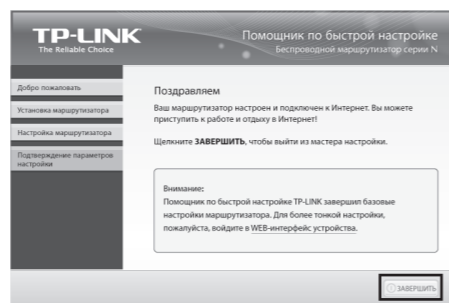 TP-LINK
The Reliable Choice
Помощник по быстрой настройке
Беспроводной маршрутизатор серии N
Добро пожаловать
Установка маршрутизатора
Настройка маршрутизатора
Подтверждение параметров
настройки
Поздравляем
Ваш маршрутизатор настроен и подключен к Интернет. Вы можете
приступить к работе и отдыху в Интернет!
Щелкните ЗАВЕРШИТЬ, чтобы выйти из мастера настройки.
Внимание:
Помощник по быстрой настройке TP-LINK завершил базовые
настройки маршрутизатора. Для более тонкой настройки,
пожалуйста, войдите в WEB-интерфейс устройства.
ЗАВЕРШИТЬ